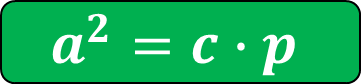 a² = c · p